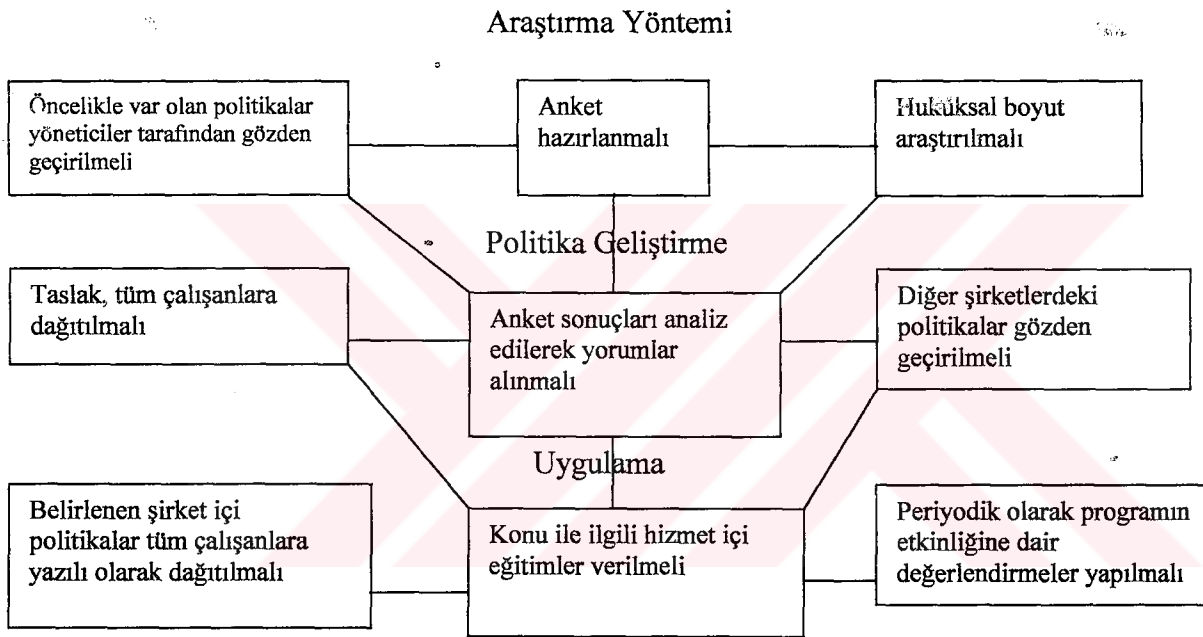 Araştırma Yöntemi
Öncelikle var olan politikalar
yöneticiler tarafından gözden
geçirilmeli
Anket
hazırlanmalı
Hukuksal boyut
araştırılmalı
Politika Geliştirme
Taslak, tüm çalışanlara
dağıtılmalı
Anket sonuçları analiz
edilerek yorumlar
alınmalı
Diğer şirketlerdeki
politikalar gözden
geçirilmeli
Uygulama
Belirlenen şirket içi
politikalar tüm çalışanlara
yazılı olarak dağıtılmalı
Konu ile ilgili hizmet içi
eğitimler verilmeli
Periyodik olarak programın
etkinliğine dair
değerlendirmeler yapılmalı